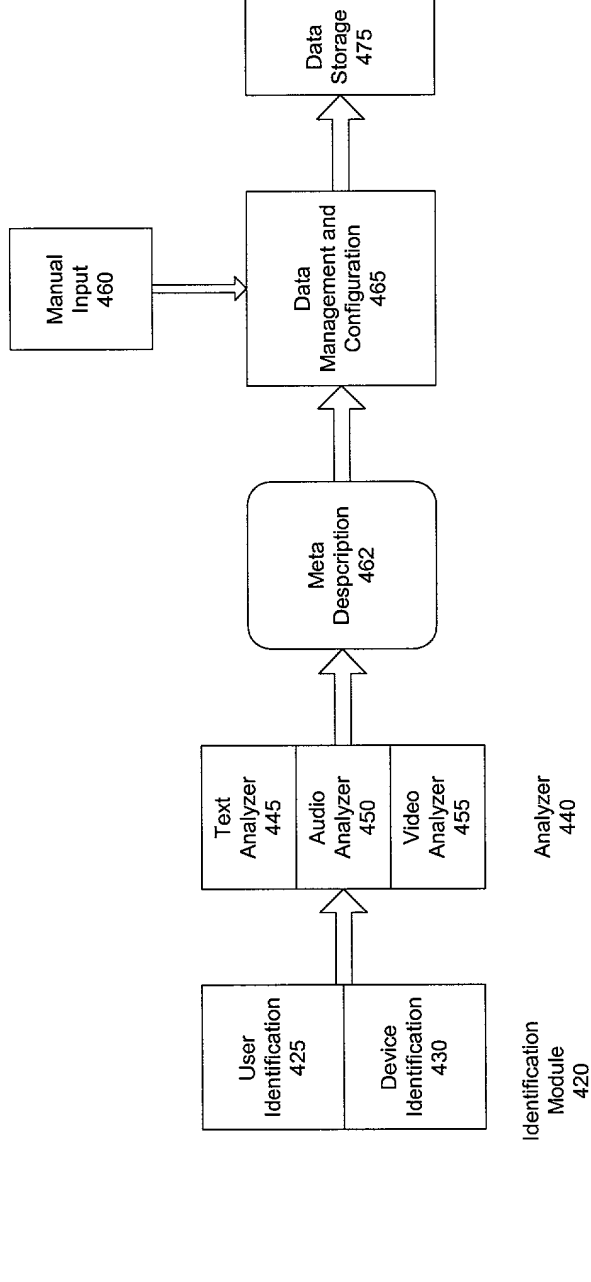 User
Identification
425
Device
Identification
430
Identification
Module
420
Text
Analyzer
445
Audio
Analyzer
450
Video
Analyzer
455
Analyzer
440
Meta
Despcription
462
Manual
Input
460
Data
Management and
Configuration
465
Data
Storage
475